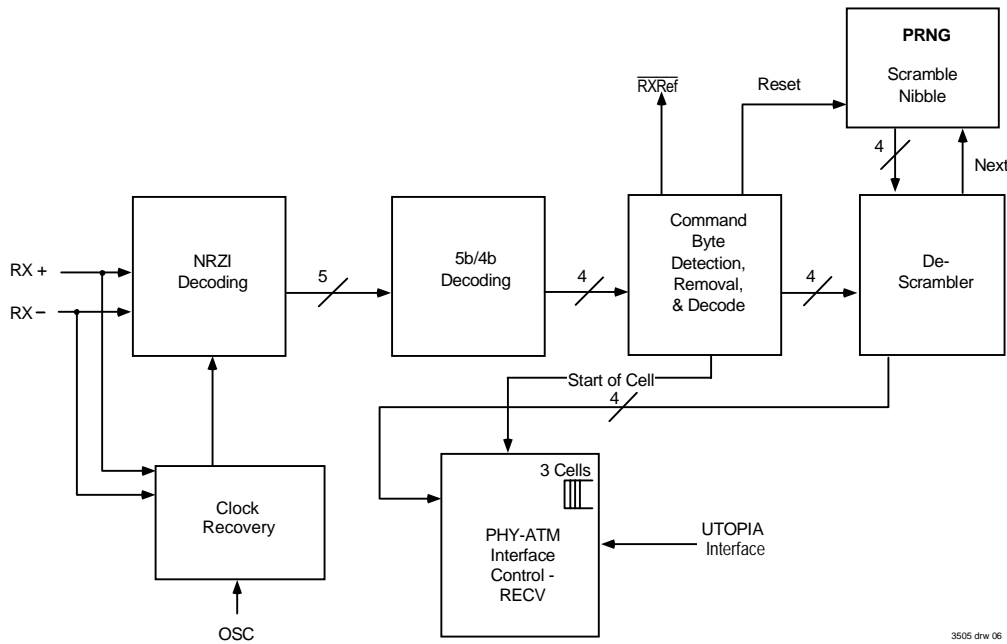 PRNG
Scramble
Nibble
RXRef
Reset
4
Next
NRZI
Decoding
5b/4b
Decoding
Command
Byte
Detection,
Removal,
& Decode
De-
Scrambler
RX +
RX –
5
4
4
Start of Cell
4
3 Cells
Clock
Recovery
PHY-ATM
Interface
Control -
RECV
UTOPIA
Interface
OSC
3505 drw 06